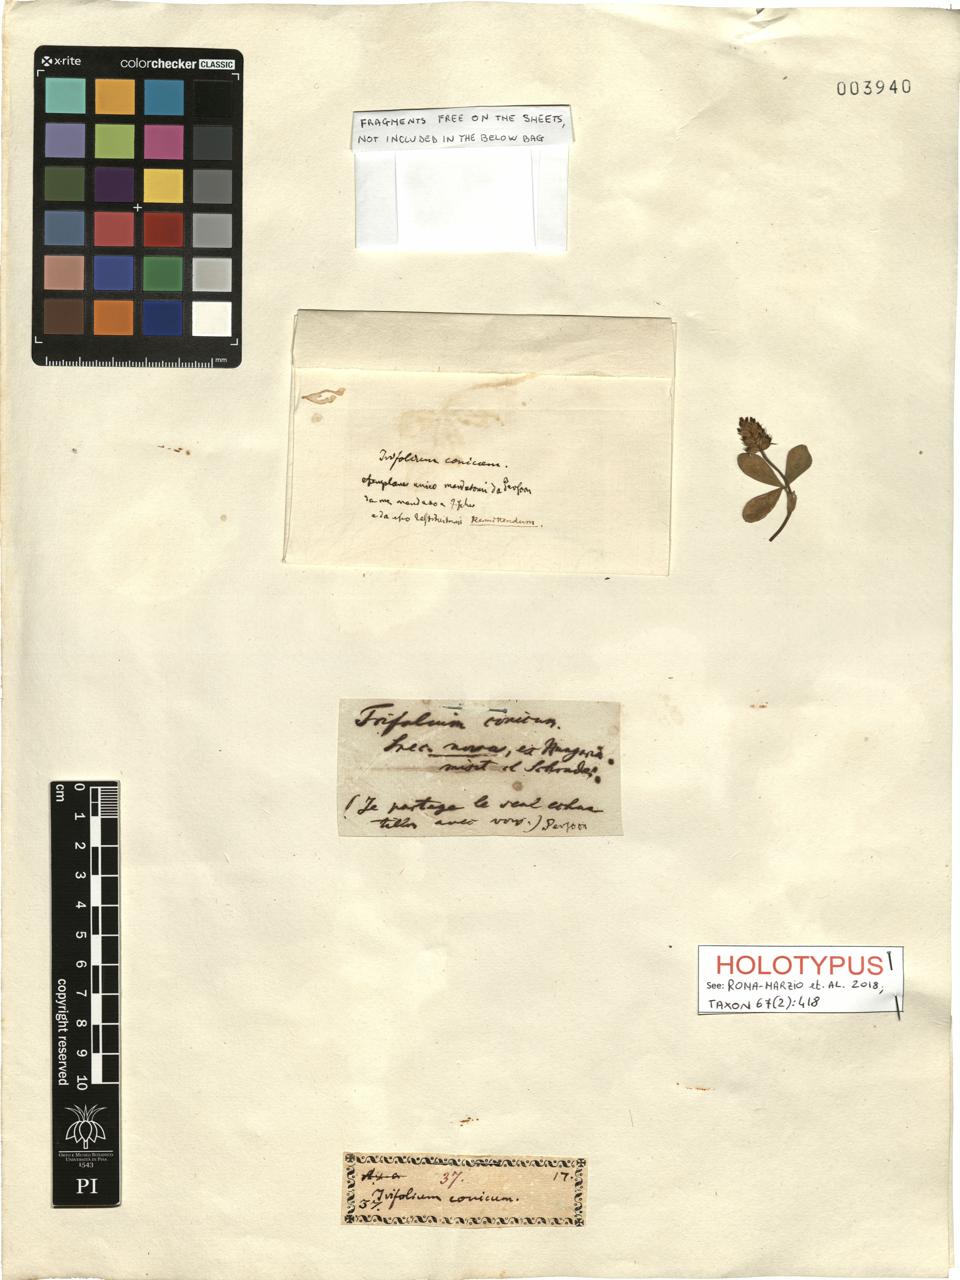 x-rite colorchecker CLASSIC
mm
003940
FRAGMENTS FREE ON THE SHEETS,
NOT INCLUDED IN THE BELOW BAG
Trifolium conicum.
esemplare unico mandatomi da Persoon
da me mandato a
e da esso Remittendum.
Trifolium conicum.
Spec. nova, ex Hungaria.
misit cl Schrader.
(Je partage le seul echan
tillon avec vous.) Persoon
HOLOTYPUS
See: ROMA-MARZIO et. AL. 2018,
TAXON 67(2):418
cm 0 1 2 3 4 5 6 7 8 9 10
copyright reserved
ORTO E MUSEO BOTANICO
UNIVERSITÀ DI PISA
1543
PI
37. 17.
57. Trifolium conicum.